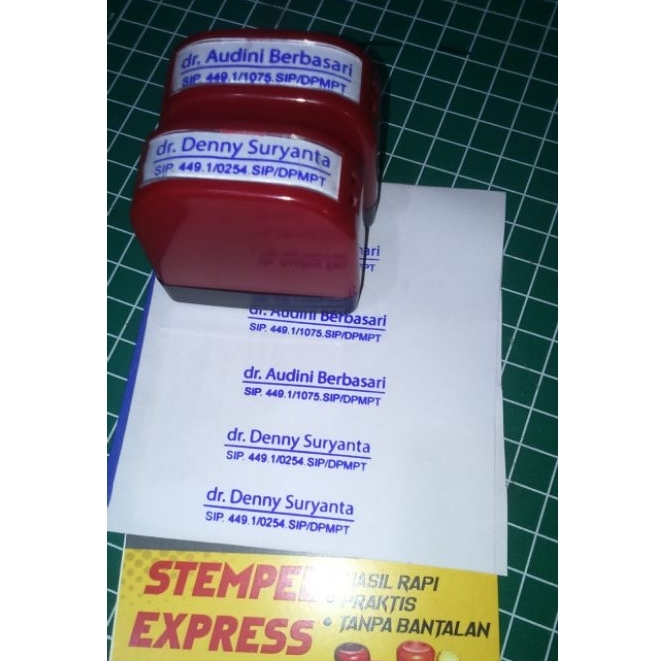 dr. Audini Berbasari
SIP. 449.1/1075.SIP/DPMPT
dr. Denny Suryanta
SIP. 449.1/0254.SIP/DPMPT
dr. Audini Berbasari
SIP. 449.1/1075.SIP/DPMPT
dr. Audini Berbasari
SIP. 449.1/1075.SIP/DPMPT
dr. Denny Suryanta
SIP. 449.1/0254.SIP/DPMPT
dr. Denny Suryanta
SIP. 449.1/0254.SIP/DPMPT
STEMPEL
EXPRESS
HASIL RAPI
• PRAKTIS
• TANPA BANTALAN